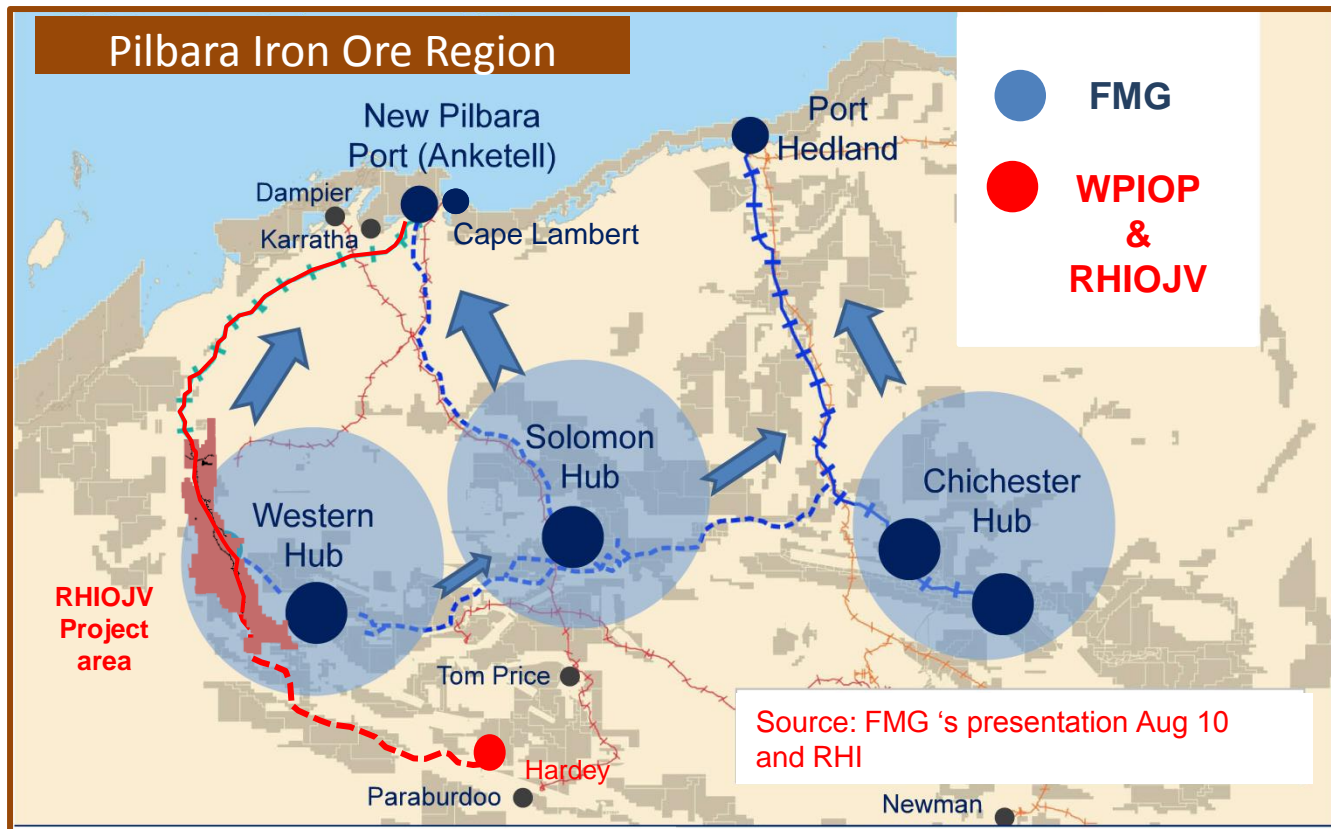 Pilbara Iron Ore Region
FMG
WPIOP
&
RHIOJV
New Pilbara
Port (Anketell)
Port
Hedland
Dampier
Karratha
Cape Lambert
Solomon
Hub
Chichester
Hub
Western
Hub
RHIOJV
Project
area
Tom Price
Source: FMG ‘s presentation Aug 10
and RHI
Hardey
Paraburdoo
Newman